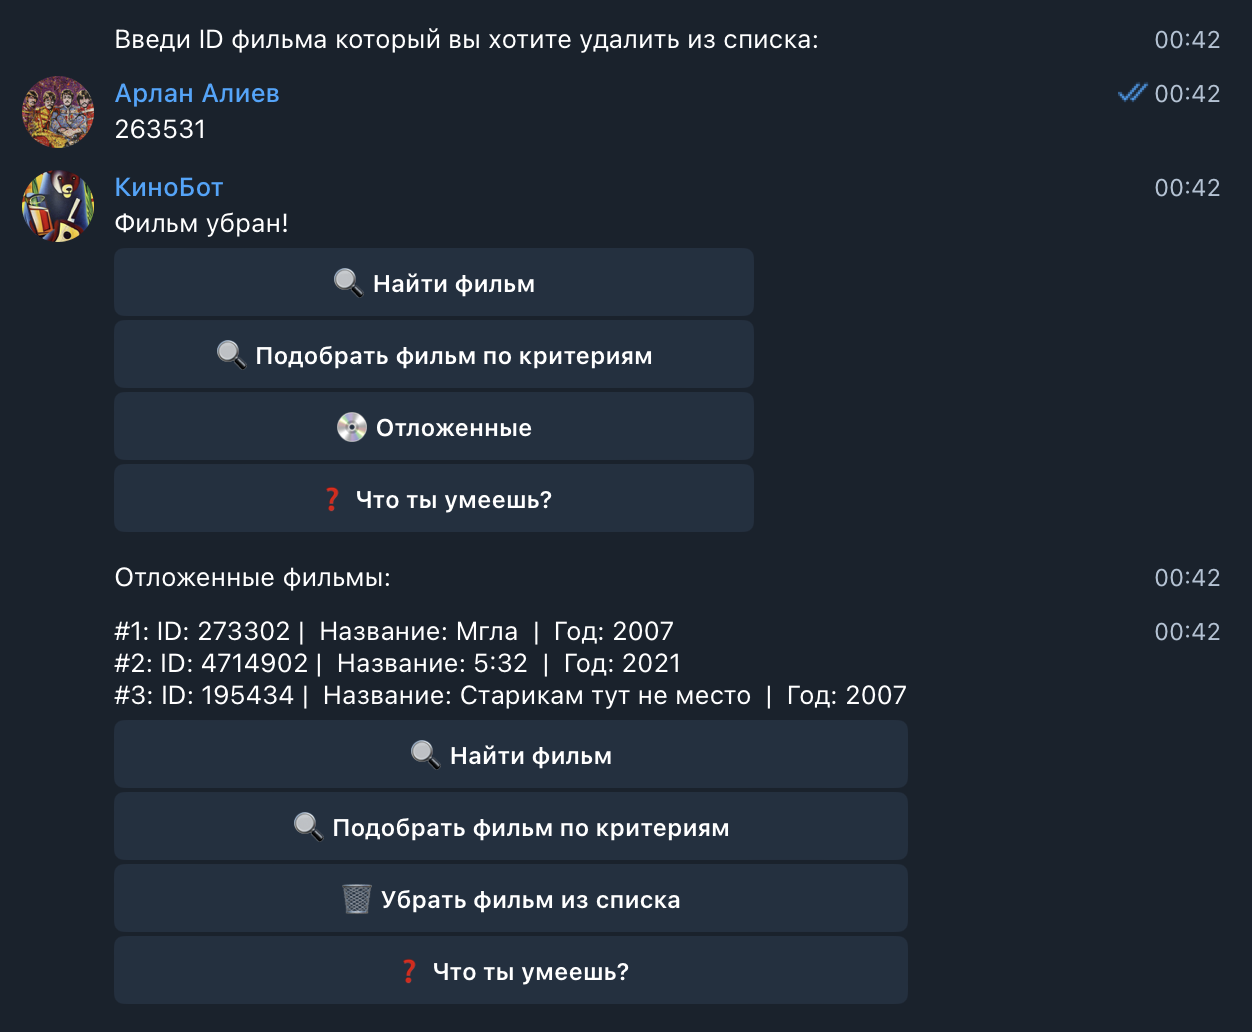 Введи ID фильма который вы хотите удалить из списка: 00:42
Арлан Алиев 00:42
263531
КиноБот 00:42
Фильм убран!
Найти фильм
Подобрать фильм по критериям
Отложенные
❓ Что ты умеешь?
Отложенные фильмы: 00:42
#1: ID: 273302 | Название: Мгла | Год: 2007 00:42
#2: ID: 4714902 | Название: 5:32 | Год: 2021
#3: ID: 195434 | Название: Старикам тут не место | Год: 2007
Найти фильм
Подобрать фильм по критериям
Убрать фильм из списка
❓ Что ты умеешь?